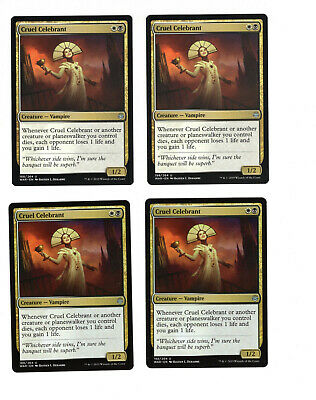 Cruel Celebrant
Creature — Vampire
Whenever Cruel Celebrant or another
creature or planeswalker you control
dies, each opponent loses 1 life and
you gain 1 life.
"Whichever side wins, I'm sure the
banquet will be superb."
1/2
Cruel Celebrant
Creature — Vampire
Whenever Cruel Celebrant or another
creature or planeswalker you control
dies, each opponent loses 1 life and
you gain 1 life.
"Whichever side wins, I'm sure the
banquet will be superb."
1/2
Cruel Celebrant
Creature — Vampire
Whenever Cruel Celebrant or another
creature or planeswalker you control
dies, each opponent loses 1 life and
you gain 1 life.
"Whichever side wins, I'm sure the
banquet will be superb."
1/2
Cruel Celebrant
Creature — Vampire
Whenever Cruel Celebrant or another
creature or planeswalker you control
dies, each opponent loses 1 life and
you gain 1 life.
"Whichever side wins, I'm sure the
banquet will be superb."
1/2